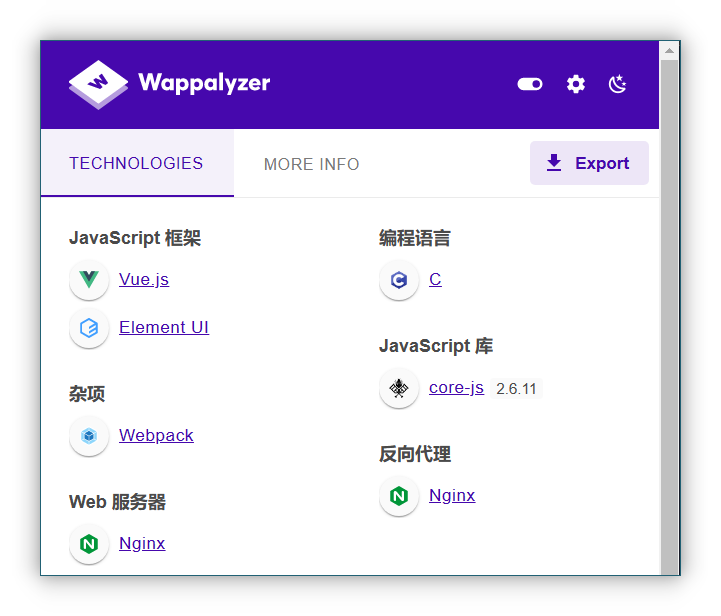 Wappalyzer
TECHNOLOGIES
MORE INFO
Export
JavaScript 框架
Vue.js
Element UI
杂项
Webpack
Web 服务器
Nginx
编程语言
C
JavaScript 库
core-js 2.6.11
反向代理
Nginx